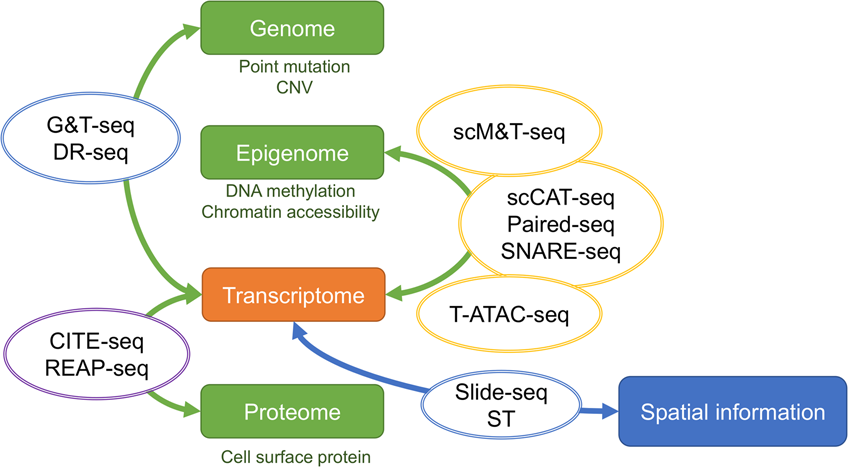 Genome
Point mutation
CNV
G&T-seq
DR-seq
Epigenome
DNA methylation
Chromatin accessibility
scM&T-seq
scCAT-seq
Paired-seq
SNARE-seq
T-ATAC-seq
Transcriptome
CITE-seq
REAP-seq
Proteome
Cell surface protein
Slide-seq
ST
Spatial information